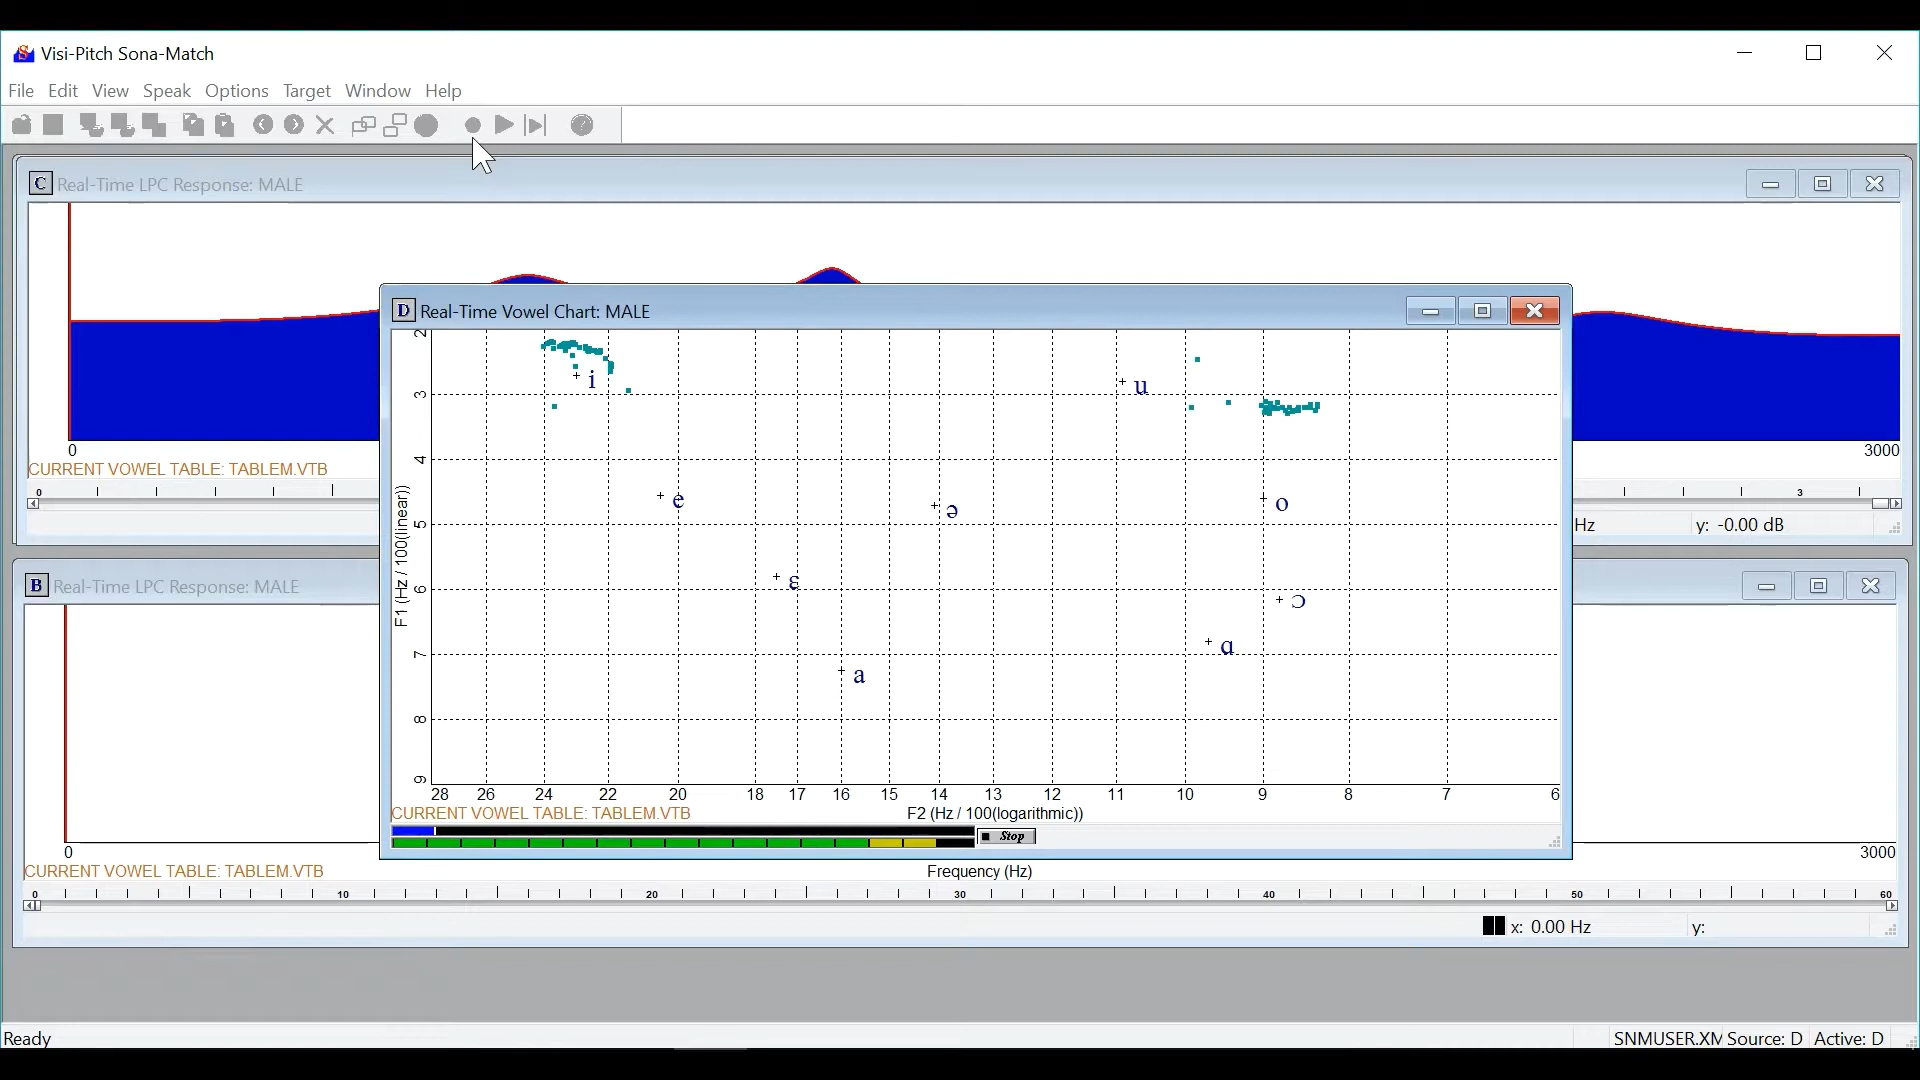 Visi-Pitch Sona-Match
File Edit View Speak Options Target Window Help
C Real-Time LPC Response: MALE
0 3000
CURRENT VOWEL TABLE: TABLEM.VTB
0 3
Hz y: -0.00 dB
D Real-Time Vowel Chart: MALE
2
i u
3
4
e ə o
5
ɛ ɔ
6
ɑ
7
a
8
9
F1 (Hz / 100(linear))
28 26 24 22 20 18 17 16 15 14 13 12 11 10 9 8 7 6
CURRENT VOWEL TABLE: TABLEM.VTB F2 (Hz / 100(logarithmic))
Stop
B Real-Time LPC Response: MALE
0 3000
CURRENT VOWEL TABLE: TABLEM.VTB Frequency (Hz)
0 10 20 30 40 50 60
x: 0.00 Hz y:
Ready SNMUSER.XM Source: D Active: D